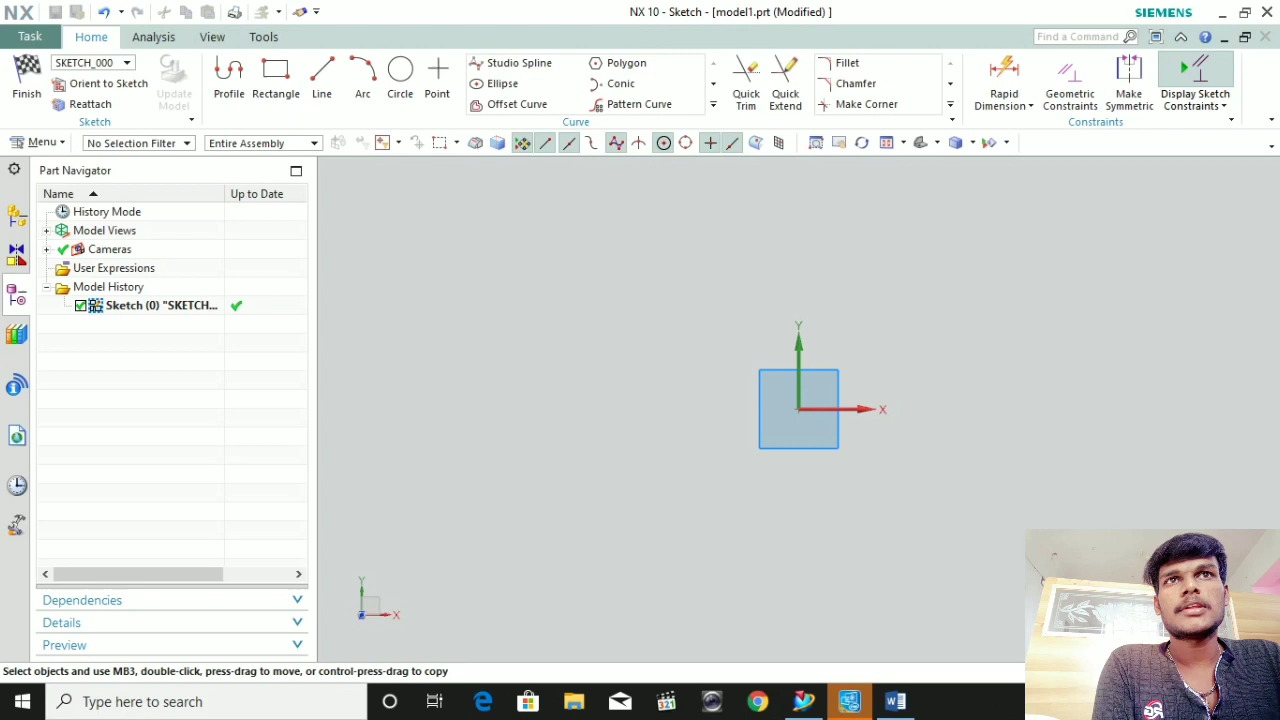 NX
NX 10 - Sketch - [model1.prt (Modified) ]
SIEMENS
Task
Home
Analysis
View
Tools
Find a Command
SKETCH_000
Orient to Sketch
Reattach
Finish
Update
Model
Sketch
Profile
Rectangle
Line
Arc
Circle
Point
Studio Spline
Ellipse
Offset Curve
Polygon
Conic
Pattern Curve
Curve
Quick
Trim
Quick
Extend
Fillet
Chamfer
Make Corner
Rapid
Dimension
Geometric
Constraints
Make
Symmetric
Display Sketch
Constraints
Constraints
Menu
No Selection Filter
Entire Assembly
Part Navigator
Name
Up to Date
History Mode
Model Views
Cameras
User Expressions
Model History
Sketch (0) "SKETCH...
Y
X
Y
X
Dependencies
Details
Preview
Select objects and use MB3, double-click, press-drag to move, or control-press-drag to copy
Type here to search
321